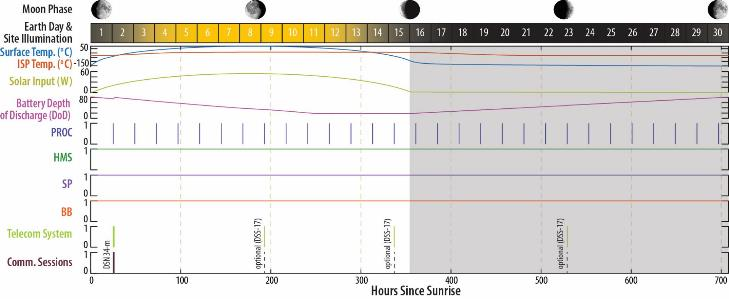 Moon Phase
Earth Day &
Site Illumination
1 2 3 4 5 6 7 8 9 10 11 12 13 14 15 16 17 18 19 20 21 22 23 24 25 26 27 28 29 30
Surface Temp. (°C)
50
ISP Temp. (°C)
-150
60
Solar Input (W)
0
80
Battery Depth
of Discharge (DoD)
0
1
PROC
0
1
HMS
1
SP
0
1
BB
1
Telecom System
0
optional (DSS-17)
optional (DSS-17)
optional (DSS-17)
1
Comm. Sessions
0
DSN 34-m
0 100 200 300 400 500 600 700
Hours Since Sunrise